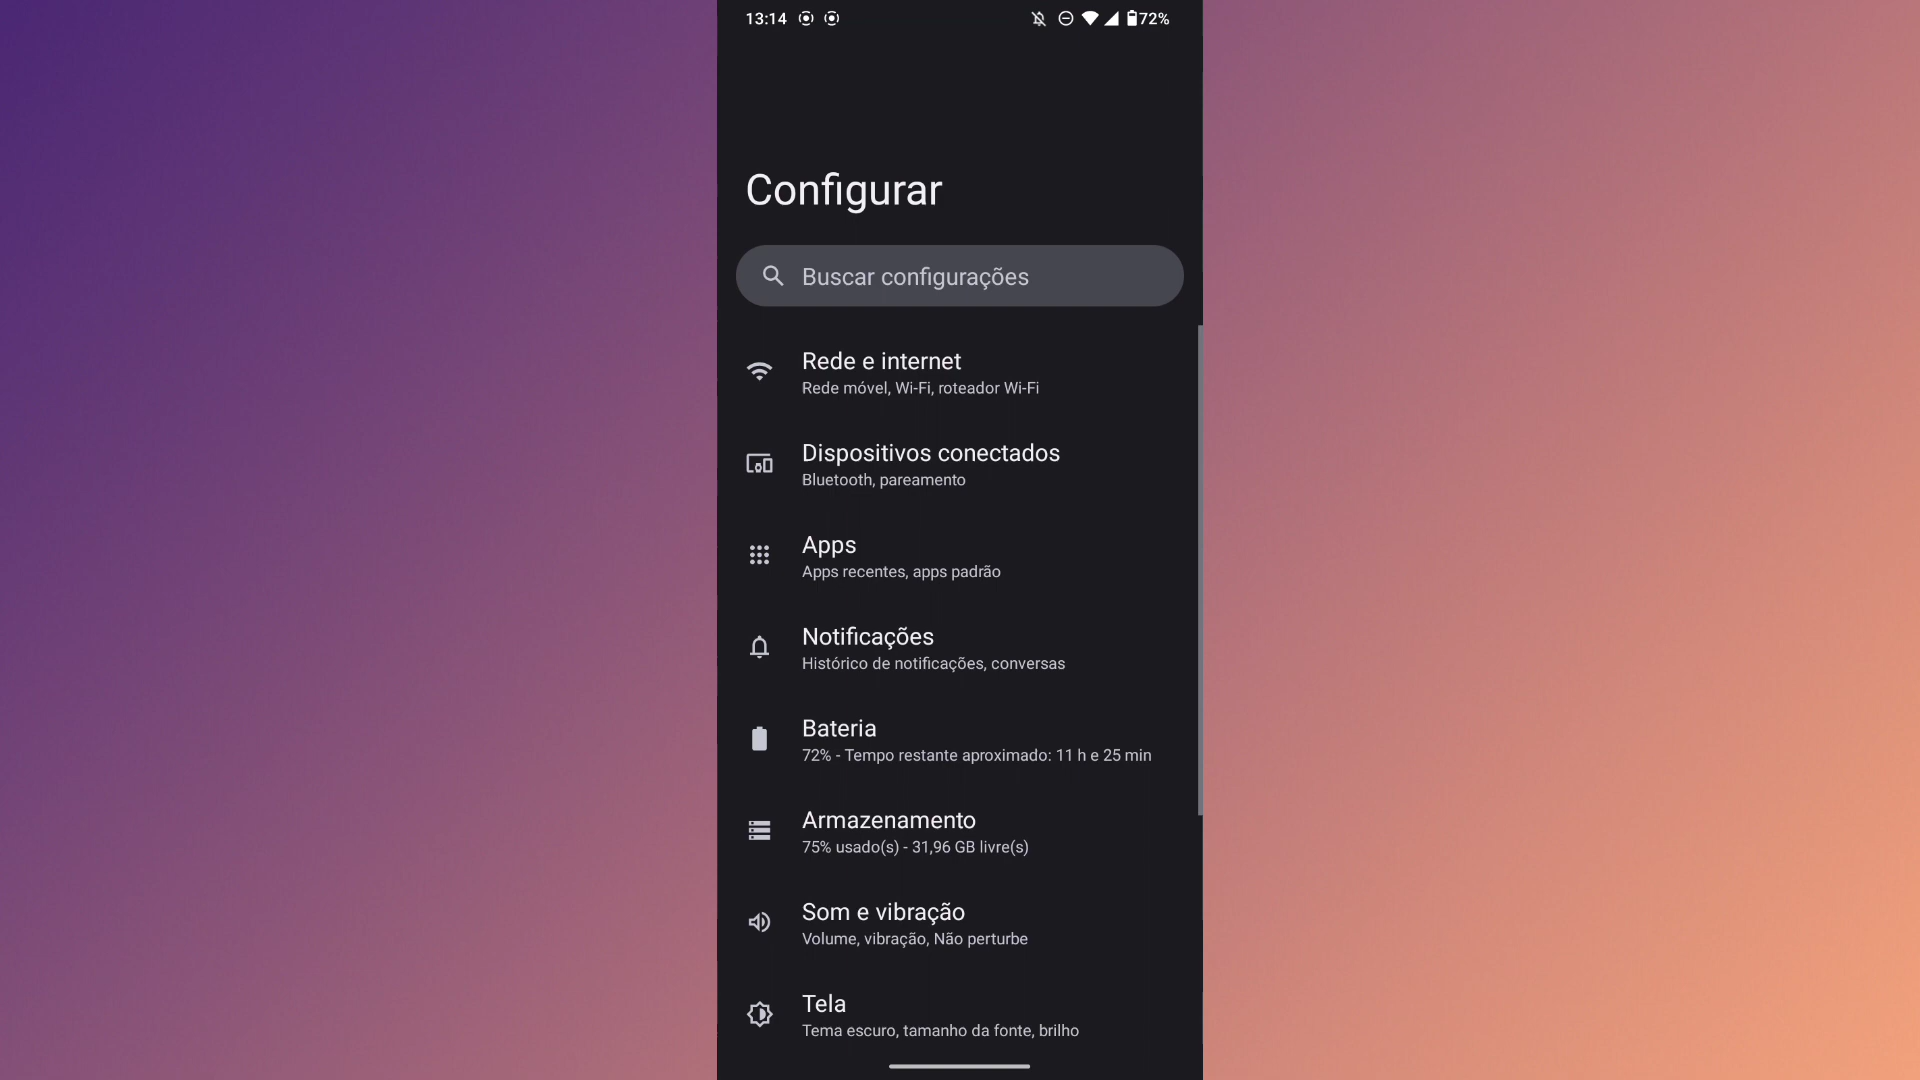 13:14
72%
Configurar
Buscar configurações
Rede e internet
Rede móvel, Wi-Fi, roteador Wi-Fi
Dispositivos conectados
Bluetooth, pareamento
Apps
Apps recentes, apps padrão
Notificações
Histórico de notificações, conversas
Bateria
72% - Tempo restante aproximado: 11 h e 25 min
Armazenamento
75% usado(s) - 31,96 GB livre(s)
Som e vibração
Volume, vibração, Não perturbe
Tela
Tema escuro, tamanho da fonte, brilho